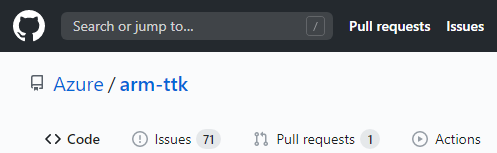 Search or jump to... / Pull requests Issues
Azure / arm-ttk
<> Code Issues 71 Pull requests 1 Actions